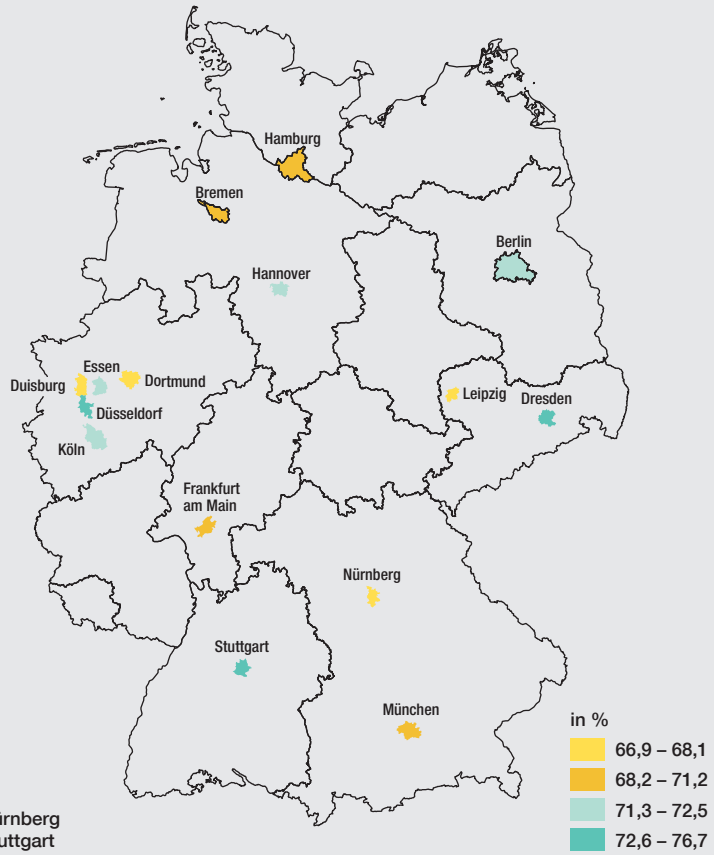 Hamburg
Bremen
Berlin
Hannover
Essen
Duisburg
Dortmund
Düsseldorf
Köln
Leipzig
Dresden
Frankfurt
am Main
Nürnberg
Stuttgart
München
in %
66,9 – 68,1
68,2 – 71,2
71,3 – 72,5
72,6 – 76,7
ürnberg
uttgart